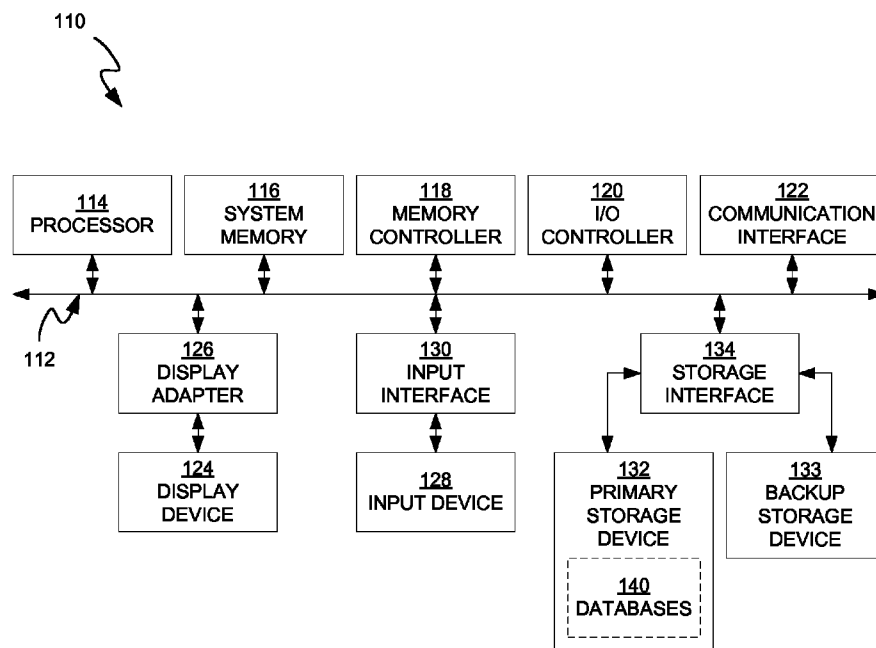 110
114
PROCESSOR
116
SYSTEM
MEMORY
118
MEMORY
CONTROLLER
120
I/O
CONTROLLER
122
COMMUNICATION
INTERFACE
112
126
DISPLAY
ADAPTER
130
INPUT
INTERFACE
134
STORAGE
INTERFACE
124
DISPLAY
DEVICE
128
INPUT DEVICE
132
PRIMARY
STORAGE
DEVICE
133
BACKUP
STORAGE
DEVICE
140
DATABASES